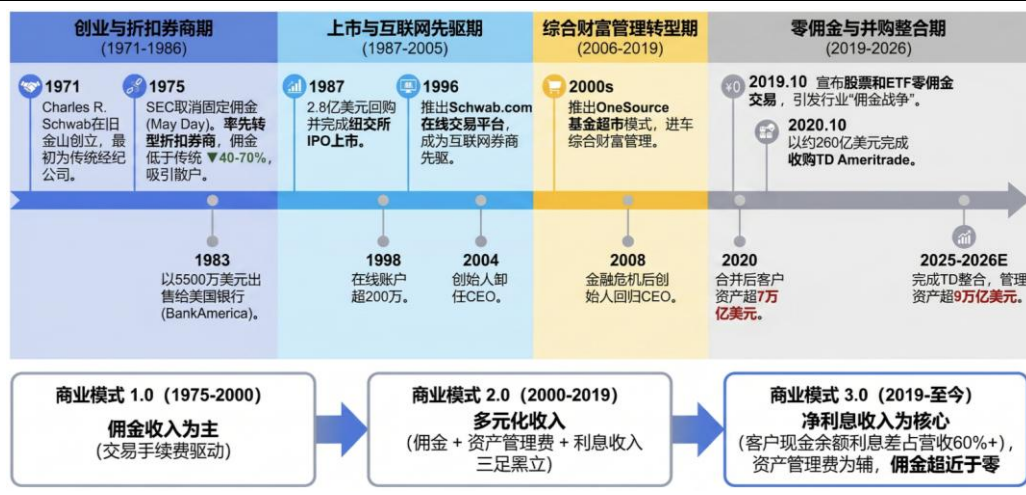 创业与折扣券商期
(1971-1986)
上市与互联网先驱期
(1987-2005)
综合财富管理转型期
(2006-2019)
零佣金与并购整合期
(2019-2026)
1971
Charles R.
Schwab在旧
金山创立，最
初为传统经纪
公司。
1975
SEC取消固定佣金
(May Day)。率先转
型折扣券商，佣金
低于传统 ▼40-70%，
吸引散户。
1983
以5500万美元出
售给美国银行
(BankAmerica)。
1987
2.8亿美元回购
并完成纽交所
IPO上市。
1996
推出Schwab.com
在线交易平台，
成为互联网券商
先驱。
1998
在线账户
超200万。
2004
创始人卸
任CEO。
2000s
推出OneSource
基金超市模式，进车
综合财富管理。
2008
金融危机后创
始人回归CEO。
¥0
2019.10 宣布股票和ETF零佣金
交易，引发行业“佣金战争”。
2020.10
以约260亿美元完成
收购TD Ameritrade。
2020
合并后客户
资产超7万
亿美元。
2025-2026E
完成TD整合，管理
资产超9万亿美元。
商业模式 1.0（1975-2000）
佣金收入为主
(交易手续费驱动)
商业模式 2.0（2000-2019）
多元化收入
(佣金 + 资产管理费 + 利息收入
三足黑立)
商业模式 3.0（2019-至今）
净利息收入为核心
(客户现金余额利息差占营收60%+)，
资产管理费为辅，佣金超近于零